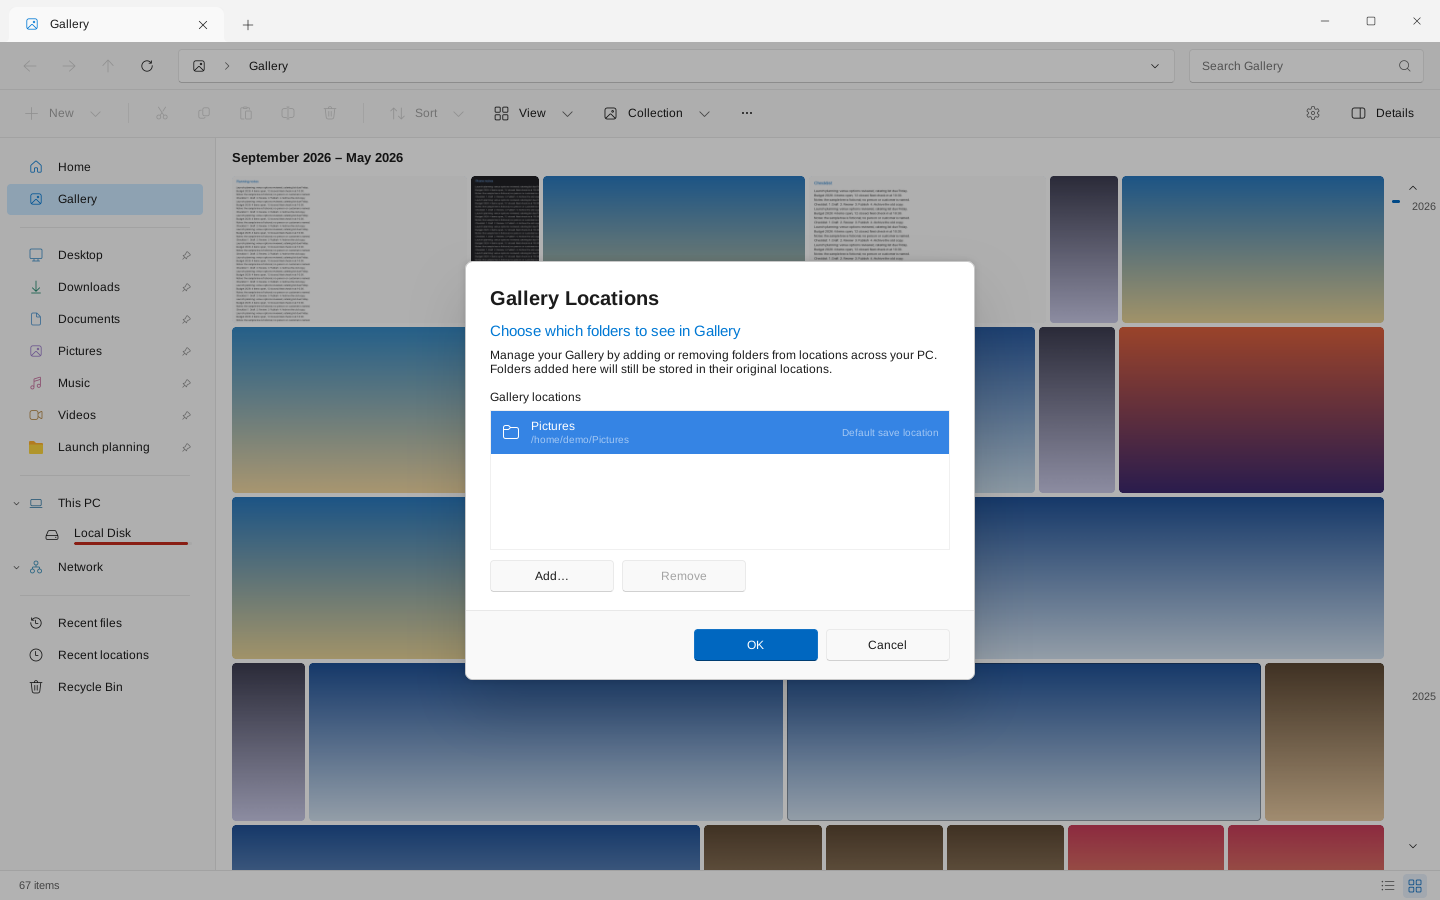 Gallery
Gallery
Search Gallery
New
Sort
View
Collection
Details
Home
Gallery
Desktop
Downloads
Documents
Pictures
Music
Videos
Launch planning
This PC
Local Disk
Network
Recent files
Recent locations
Recycle Bin
September 2026 – May 2026
2026
2025
Gallery Locations
Choose which folders to see in Gallery
Manage your Gallery by adding or removing folders from locations across your PC.
Folders added here will still be stored in their original locations.
Gallery locations
Pictures
/home/demo/Pictures
Default save location
Add...
Remove
OK
Cancel
67 items